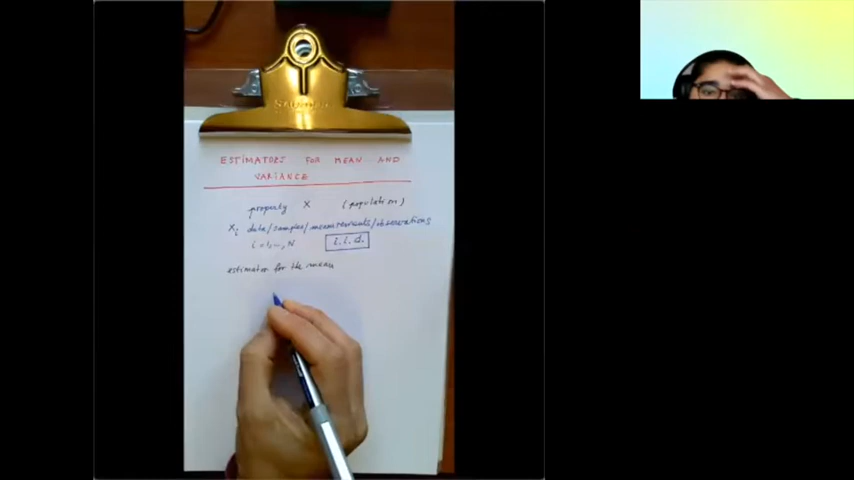 ESTIMATORS FOR MEAN AND
VARIANCE
property X (population)
Xi data/samples/measurements/observations
i=1,...,N i.i.d.
estimator for the mean